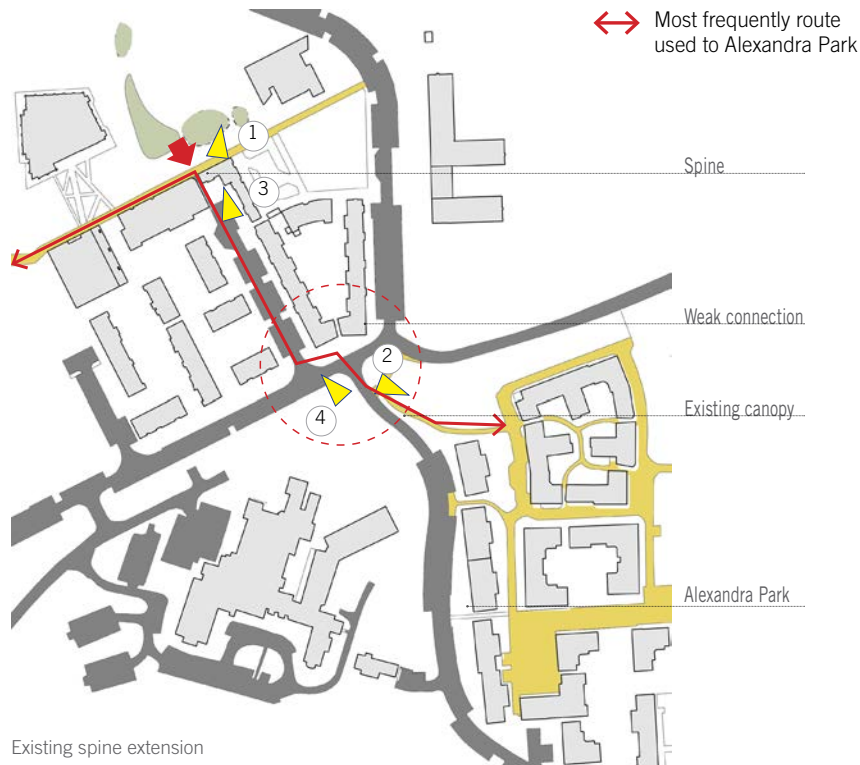 Most frequently route
used to Alexandra Park
1
Spine
3
Weak connection
2
Existing canopy
4
Alexandra Park
Existing spine extension